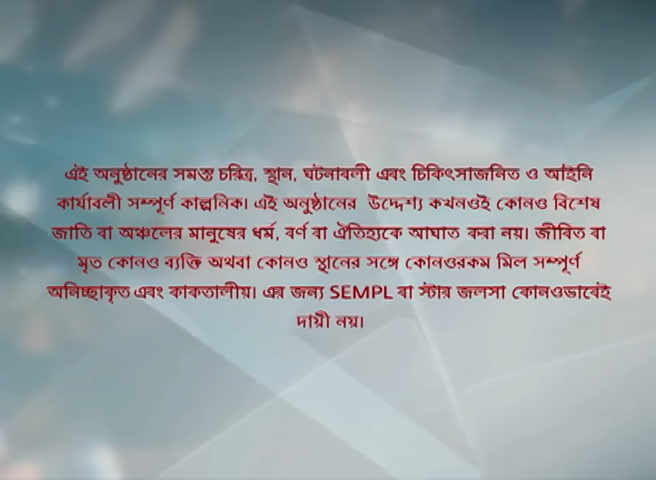 এই অনুষ্ঠানের সমস্ত চরিত্র, স্থান, ঘটনাবলী এবং চিকিৎসাজনিত ও আইনি
কার্যাবলী সম্পূর্ণ কাল্পনিক। এই অনুষ্ঠানের উদ্দেশ্য কখনওই কোনও বিশেষ
জাতি বা অঞ্চলের মানুষের ধর্ম, বর্ণ বা ঐতিহ্যকে আঘাত করা নয়। জীবিত বা
মৃত কোনও ব্যক্তি অথবা কোনও স্থানের সঙ্গে কোনওরকম মিল সম্পূর্ণ
অনিচ্ছাকৃত এবং কাকতালীয়। এর জন্য SEMPL বা স্টার জলসা কোনওভাবেই
দায়ী নয়।